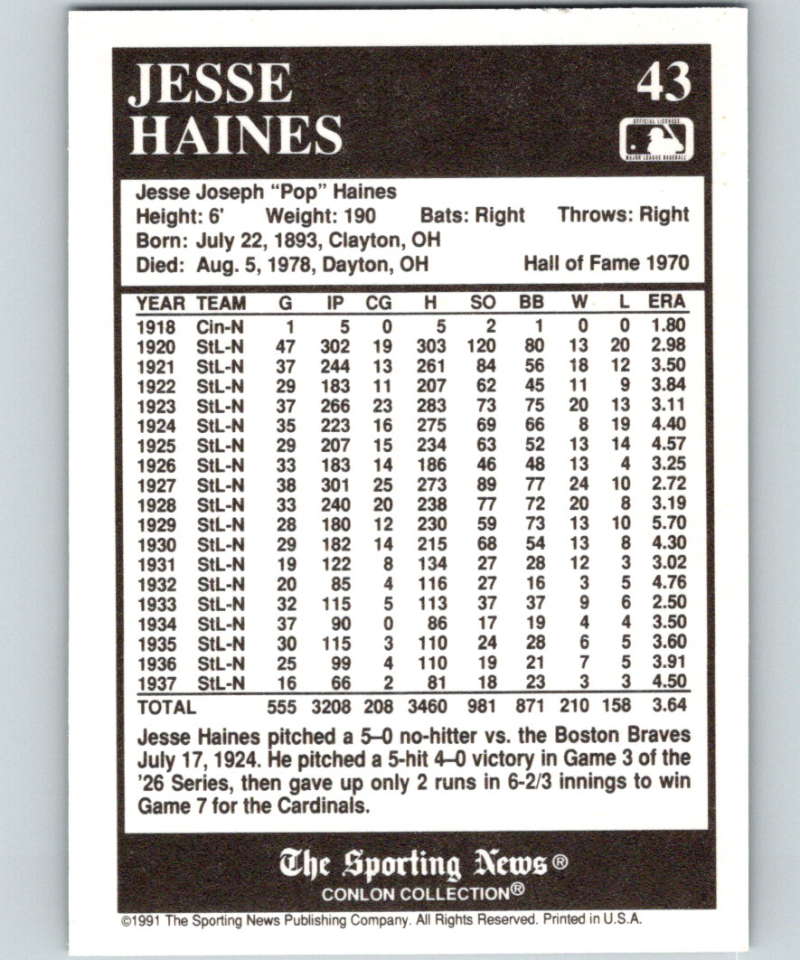 JESSE
HAINES
43
OFFICIAL LICENSEE
MAJOR LEAGUE BASEBALL
Jesse Joseph “Pop” Haines
Height: 6' Weight: 190 Bats: Right Throws: Right
Born: July 22, 1893, Clayton, OH
Died: Aug. 5, 1978, Dayton, OH Hall of Fame 1970
YEAR TEAM G IP CG H SO BB W L ERA
1918 Cin-N 1 5 0 5 2 1 0 0 1.80
1920 StL-N 47 302 19 303 120 80 13 20 2.98
1921 StL-N 37 244 13 261 84 56 18 12 3.50
1922 StL-N 29 183 11 207 62 45 11 9 3.84
1923 StL-N 37 266 23 283 73 75 20 13 3.11
1924 StL-N 35 223 16 275 69 66 8 19 4.40
1925 StL-N 29 207 15 234 63 52 13 14 4.57
1926 StL-N 33 183 14 186 46 48 13 4 3.25
1927 StL-N 38 301 25 273 89 77 24 10 2.72
1928 StL-N 33 240 20 238 77 72 20 8 3.19
1929 StL-N 28 180 12 230 59 73 13 10 5.70
1930 StL-N 29 182 14 215 68 54 13 8 4.30
1931 StL-N 19 122 8 134 27 28 12 3 3.02
1932 StL-N 20 85 4 116 27 16 3 5 4.76
1933 StL-N 32 115 5 113 37 37 9 6 2.50
1934 StL-N 37 90 0 86 17 19 4 4 3.50
1935 StL-N 30 115 3 110 24 28 6 5 3.60
1936 StL-N 25 99 4 110 19 21 7 5 3.91
1937 StL-N 16 66 2 81 18 23 3 3 4.50
TOTAL 555 3208 208 3460 981 871 210 158 3.64
Jesse Haines pitched a 5–0 no-hitter vs. the Boston Braves
July 17, 1924. He pitched a 5-hit 4–0 victory in Game 3 of the
'26 Series, then gave up only 2 runs in 6-2/3 innings to win
Game 7 for the Cardinals.
The Sporting News®
CONLON COLLECTION®
©1991 The Sporting News Publishing Company. All Rights Reserved. Printed in U.S.A.